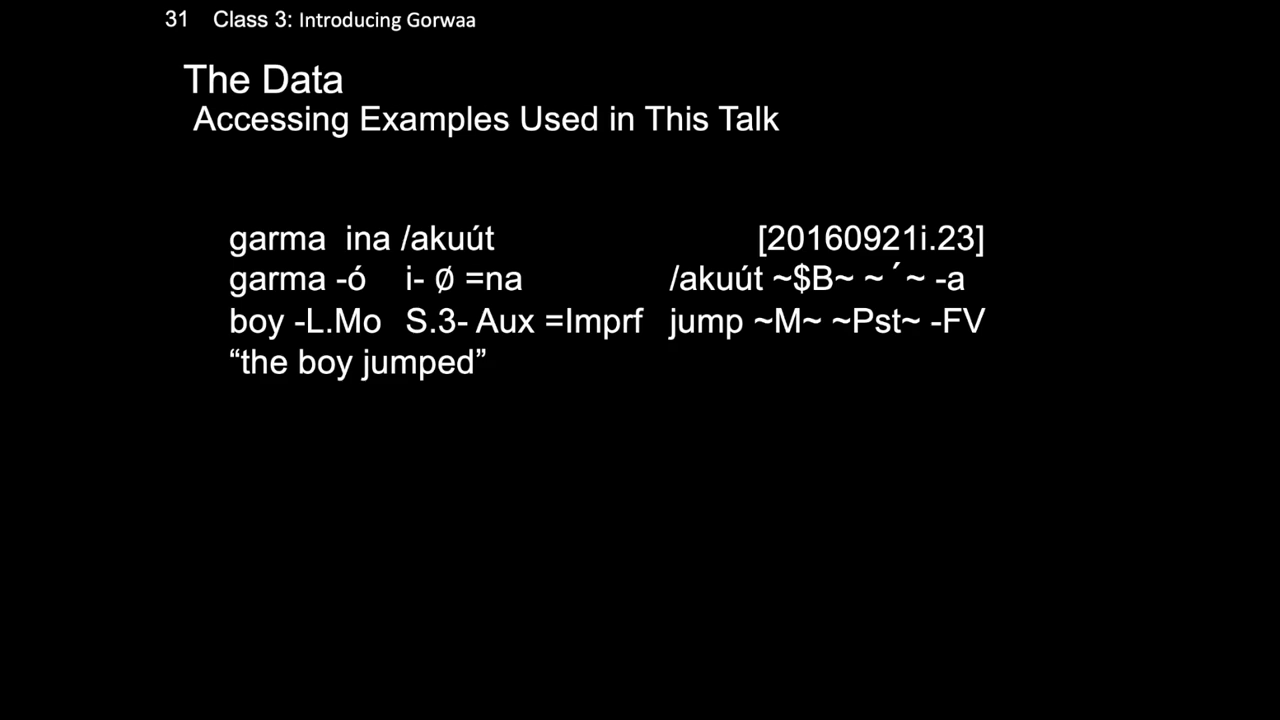 31 Class 3: Introducing Gorwaa
The Data
Accessing Examples Used in This Talk
garma ina /akuút [20160921i.23]
garma -ó i- ∅ =na /akuút ~$B~ ~´~ -a
boy -L.Mo S.3- Aux =Imprf jump ~M~ ~Pst~ -FV
“the boy jumped”